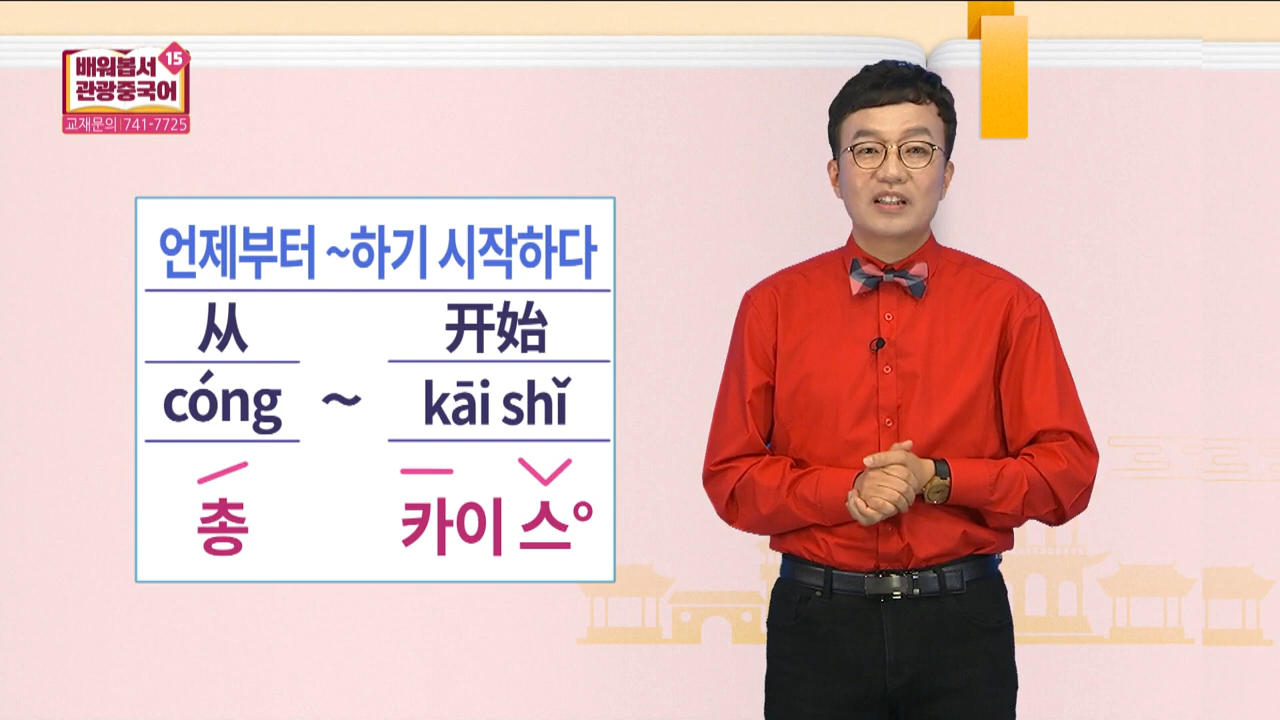 배워봅서 15
관광중국어
교재문의 | 741-7725
언제부터 ~하기 시작하다
从 开始
cóng ~ kāi shǐ
총 카이 스°